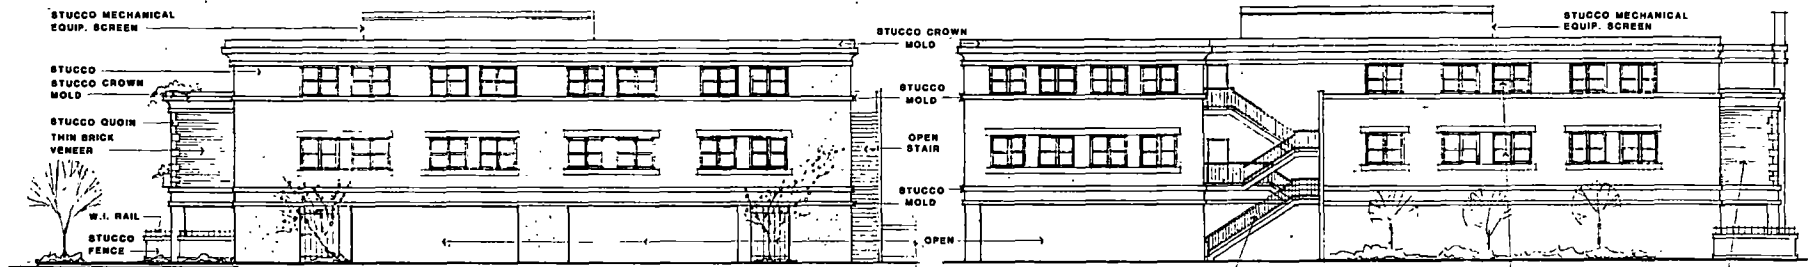 STUCCO MECHANICAL
EQUIP. SCREEN
STUCCO
STUCCO CROWN
MOLD
STUCCO QUOIN
THIN BRICK
VENEER
W.I. RAIL
STUCCO
FENCE
STUCCO CROWN
MOLD
STUCCO
MOLD
OPEN
STAIR
STUCCO
MOLD
OPEN
STUCCO MECHANICAL
EQUIP. SCREEN